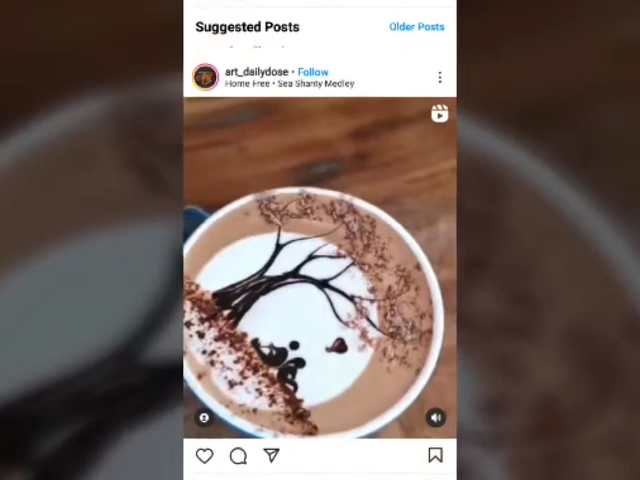 Suggested Posts
Older Posts
art_dailydose • Follow
Home Free • Sea Shanty Medley